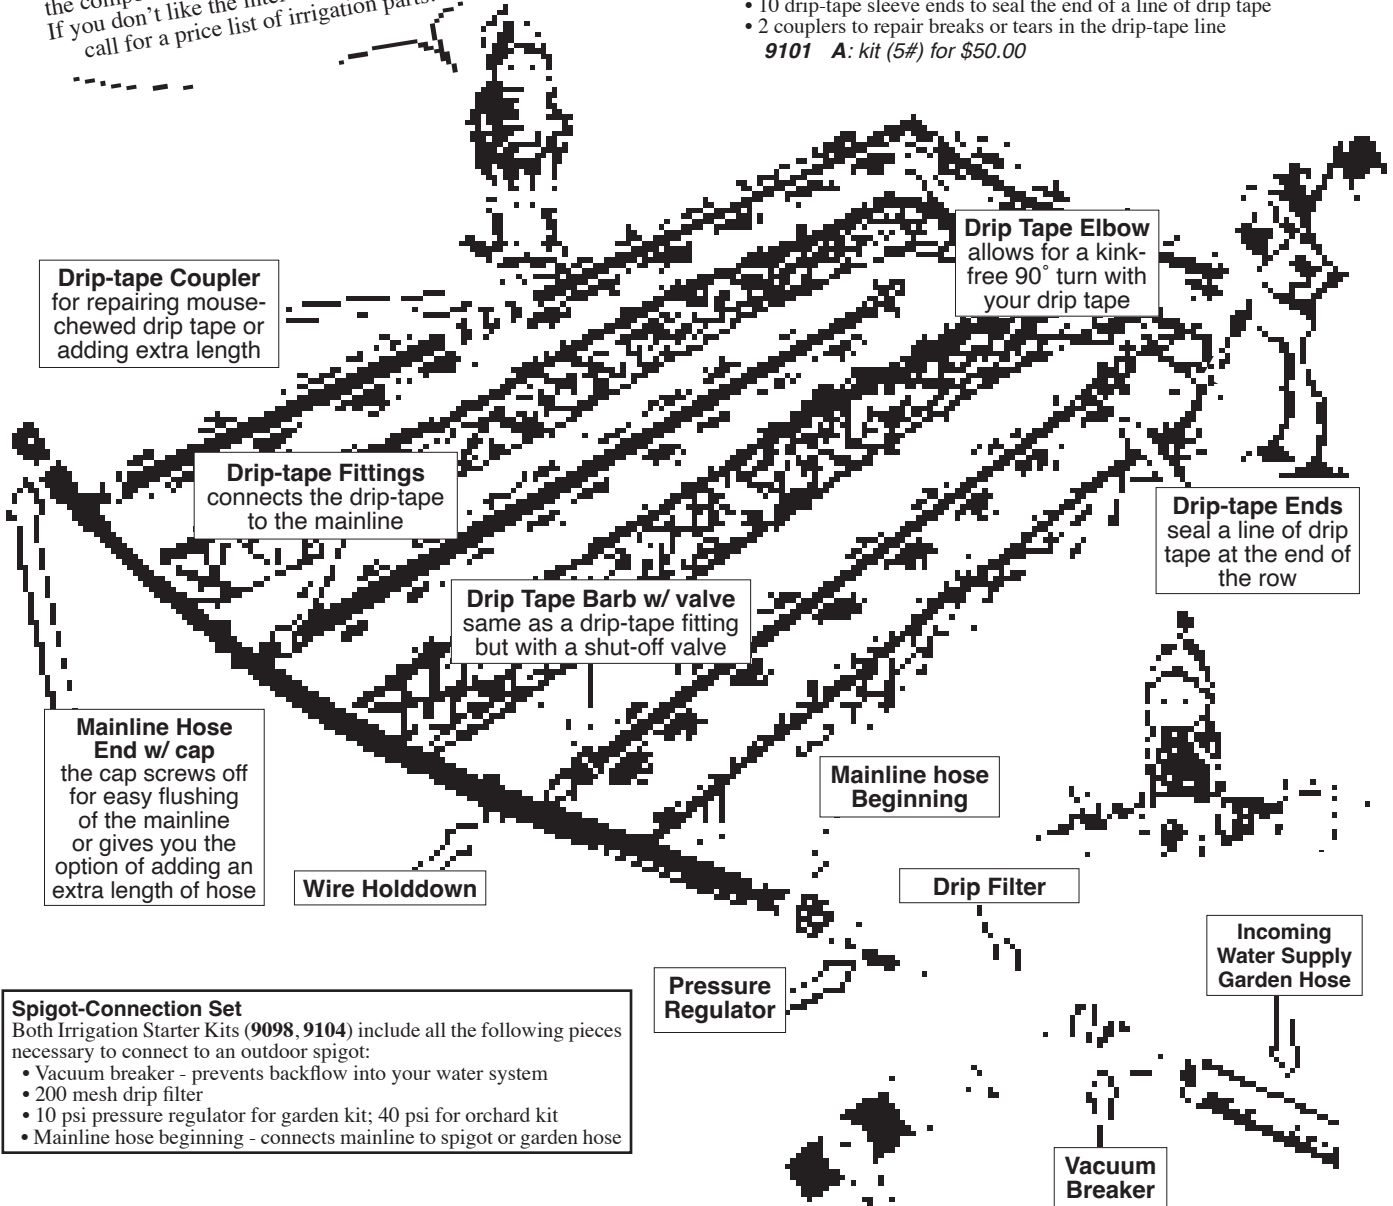 the
If you don't like the
call for a price list of irrigation parts.
• 10 drip-tape sleeve ends to seal the end of a line of drip tape
• 2 couplers to repair breaks or tears in the drip-tape line
9101 A: kit (5#) for $50.00
Drip Tape Elbow
allows for a kink-
free 90˚ turn with
your drip tape
Drip-tape Coupler
for repairing mouse-
chewed drip tape or
adding extra length
Drip-tape Fittings
connects the drip-tape
to the mainline
Drip-tape Ends
seal a line of drip
tape at the end of
the row
Drip Tape Barb w/ valve
same as a drip-tape fitting
but with a shut-off valve
Mainline Hose
End w/ cap
the cap screws off
for easy flushing
of the mainline
or gives you the
option of adding an
extra length of hose
Mainline hose
Beginning
Wire Holddown
Drip Filter
Incoming
Water Supply
Garden Hose
Pressure
Regulator
Spigot-Connection Set
Both Irrigation Starter Kits (9098, 9104) include all the following pieces
necessary to connect to an outdoor spigot:
• Vacuum breaker - prevents backflow into your water system
• 200 mesh drip filter
• 10 psi pressure regulator for garden kit; 40 psi for orchard kit
• Mainline hose beginning - connects mainline to spigot or garden hose
Vacuum
Breaker